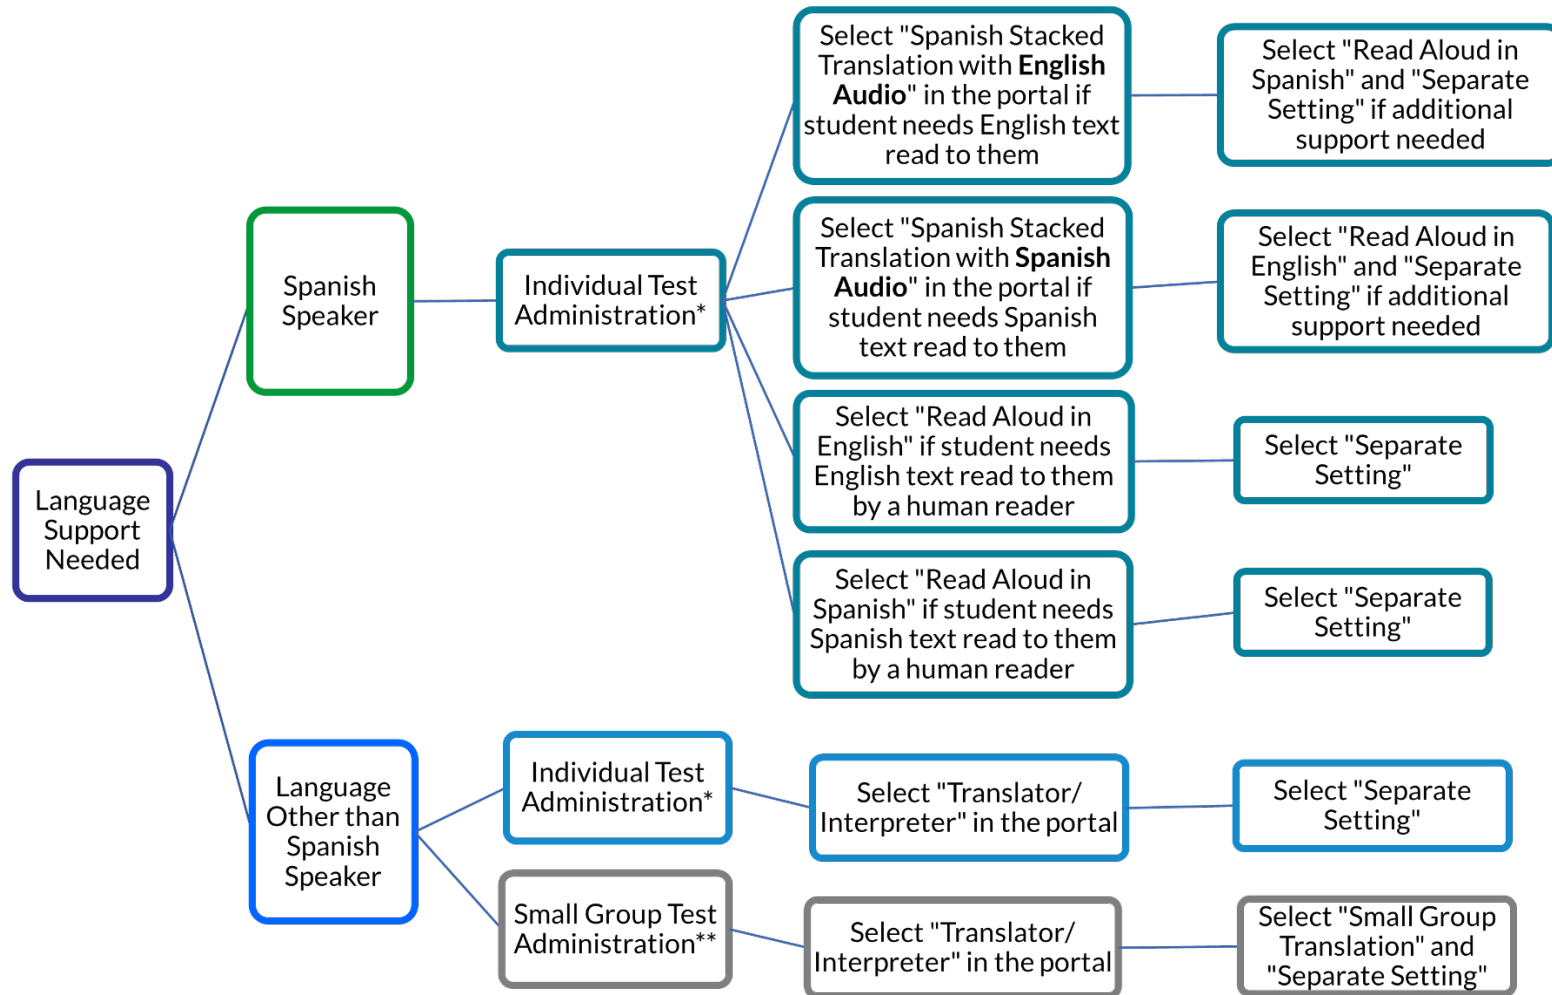 Language
Support
Needed
Spanish
Speaker
Individual Test
Administration*
Select "Spanish Stacked
Translation with English
Audio" in the portal if
student needs English text
read to them
Select "Read Aloud in
Spanish" and "Separate
Setting" if additional
support needed
Select "Spanish Stacked
Translation with Spanish
Audio" in the portal if
student needs Spanish
text read to them
Select "Read Aloud in
English" and "Separate
Setting" if additional
support needed
Select "Read Aloud in
English" if student needs
English text read to them
by a human reader
Select "Separate
Setting"
Select "Read Aloud in
Spanish" if student needs
Spanish text read to them
by a human reader
Select "Separate
Setting"
Language
Other than
Spanish
Speaker
Individual Test
Administration*
Select "Translator/
Interpreter" in the portal
Select "Separate
Setting"
Small Group Test
Administration**
Select "Translator/
Interpreter" in the portal
Select "Small Group
Translation" and
"Separate Setting"